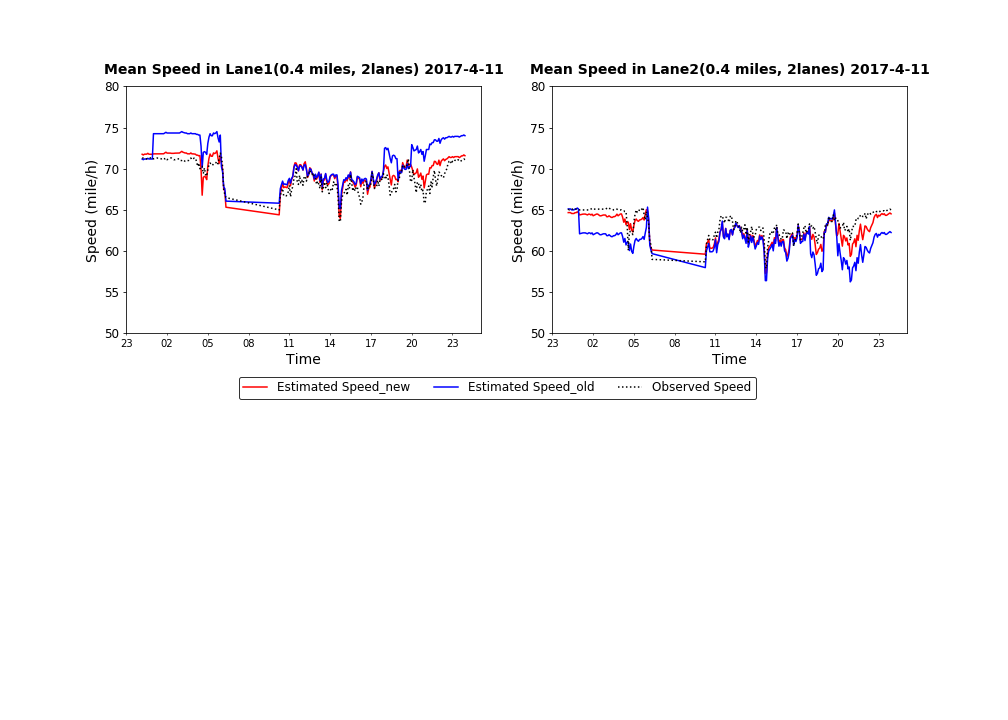 Mean Speed in Lane1(0.4 miles, 2lanes) 2017-4-11
80
75
70
65
60
55
50
Speed (mile/h)
23 02 05 08 11 14 17 20 23
Time
Mean Speed in Lane2(0.4 miles, 2lanes) 2017-4-11
80
75
70
65
60
55
50
Speed (mile/h)
23 02 05 08 11 14 17 20 23
Time
Estimated Speed_new Estimated Speed_old Observed Speed